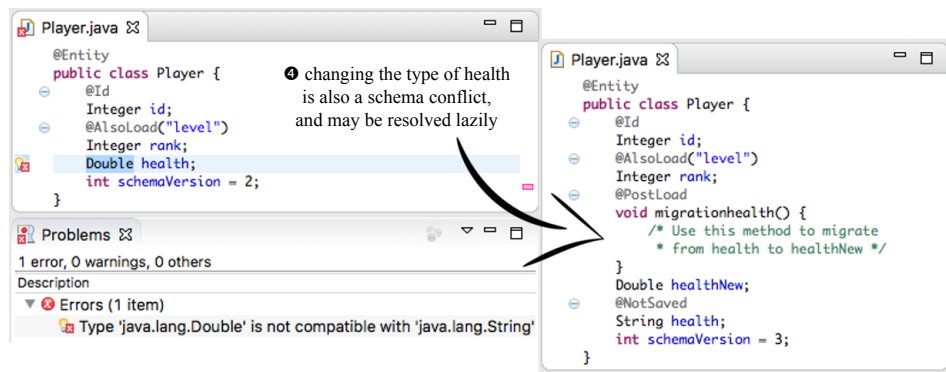 Player.java
@Entity
public class Player {
@Id
Integer id;
@AlsoLoad("level")
Integer rank;
Double health;
int schemaVersion = 2;
}
❹ changing the type of health
is also a schema conflict,
and may be resolved lazily
Problems
1 error, 0 warnings, 0 others
Description
Errors (1 item)
Type 'java.lang.Double' is not compatible with 'java.lang.String'
Player.java
@Entity
public class Player {
@Id
Integer id;
@AlsoLoad("level")
Integer rank;
@PostLoad
void migrationhealth() {
/* Use this method to migrate
* from health to healthNew */
}
Double healthNew;
@NotSaved
String health;
int schemaVersion = 3;
}